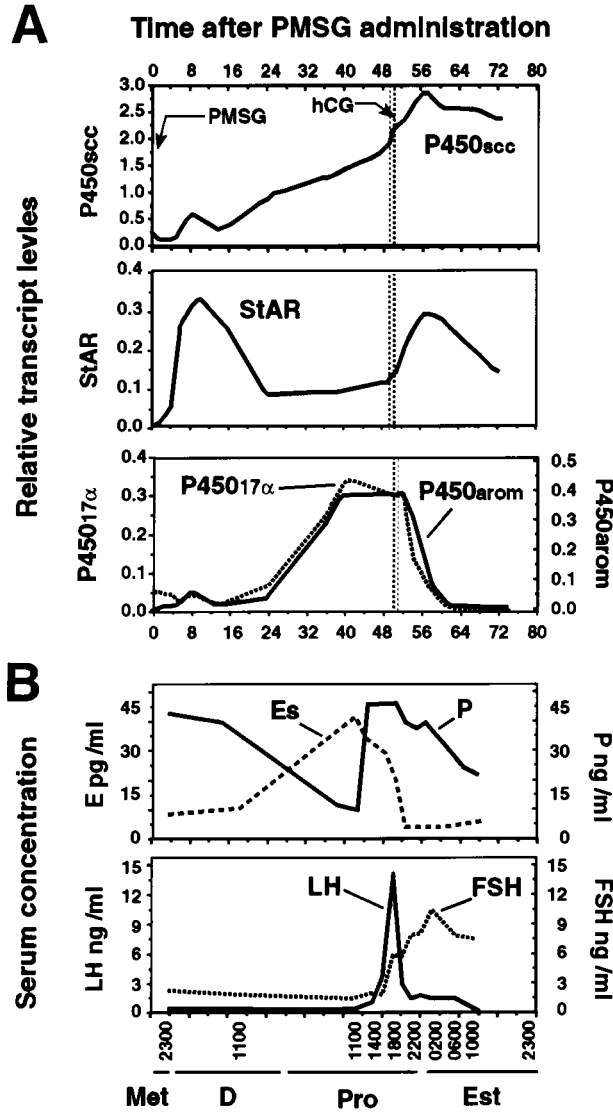 A
Time after PMSG administration
0 8 16 24 32 40 48 56 64 72 80
Relative transcript levles
P450scc
3.0
2.5
2.0
1.5
1.0
0.5
0.0
PMSG
hCG
P450scc
StAR
0.4
0.3
0.2
0.1
0.0
StAR
P45017α
0.4
0.3
0.2
0.1
0.0
P45017α
P450arom
0.5
0.4
0.3
0.2
0.1
0.0
P450arom
0 8 16 24 32 40 48 56 64 72 80
B
Serum concentration
E pg /ml
45
30
15
0
Es
P
45
30
15
0
P ng /ml
LH ng /ml
15
12
9
6
3
0
LH
FSH
15
12
9
6
3
0
FSH ng /ml
2300 1100 1100 1400 1800 2200 0200 0600 1000 2300
Met D Pro Est